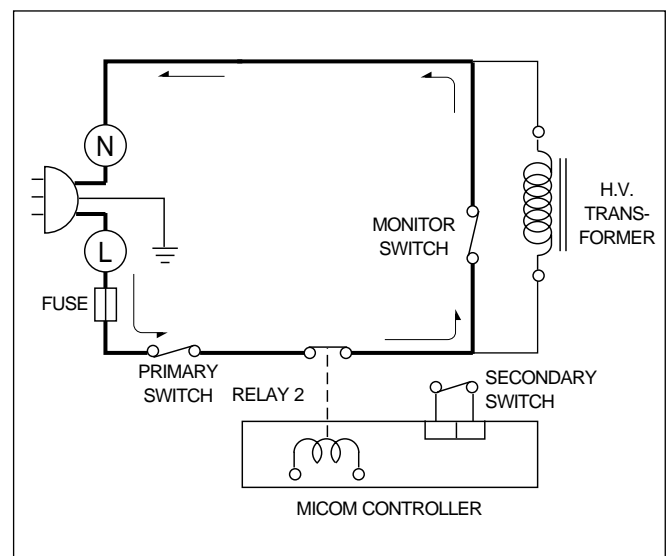 N
L
FUSE
PRIMARY
SWITCH
RELAY 2
MONITOR
SWITCH
H.V.
TRANS-
FORMER
SECONDARY
SWITCH
MICOM CONTROLLER